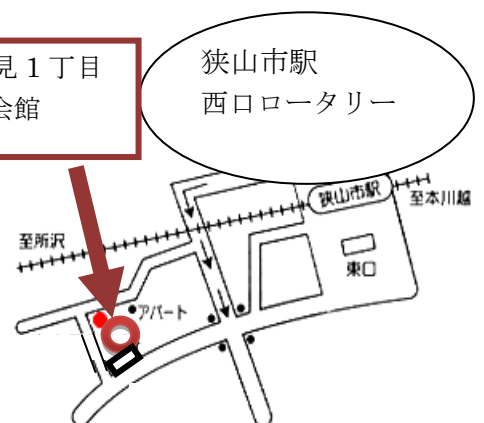 見１丁目
会館
狭山市駅
西口ロータリー
狭山市駅
至本川越
至所沢
東口
アパート